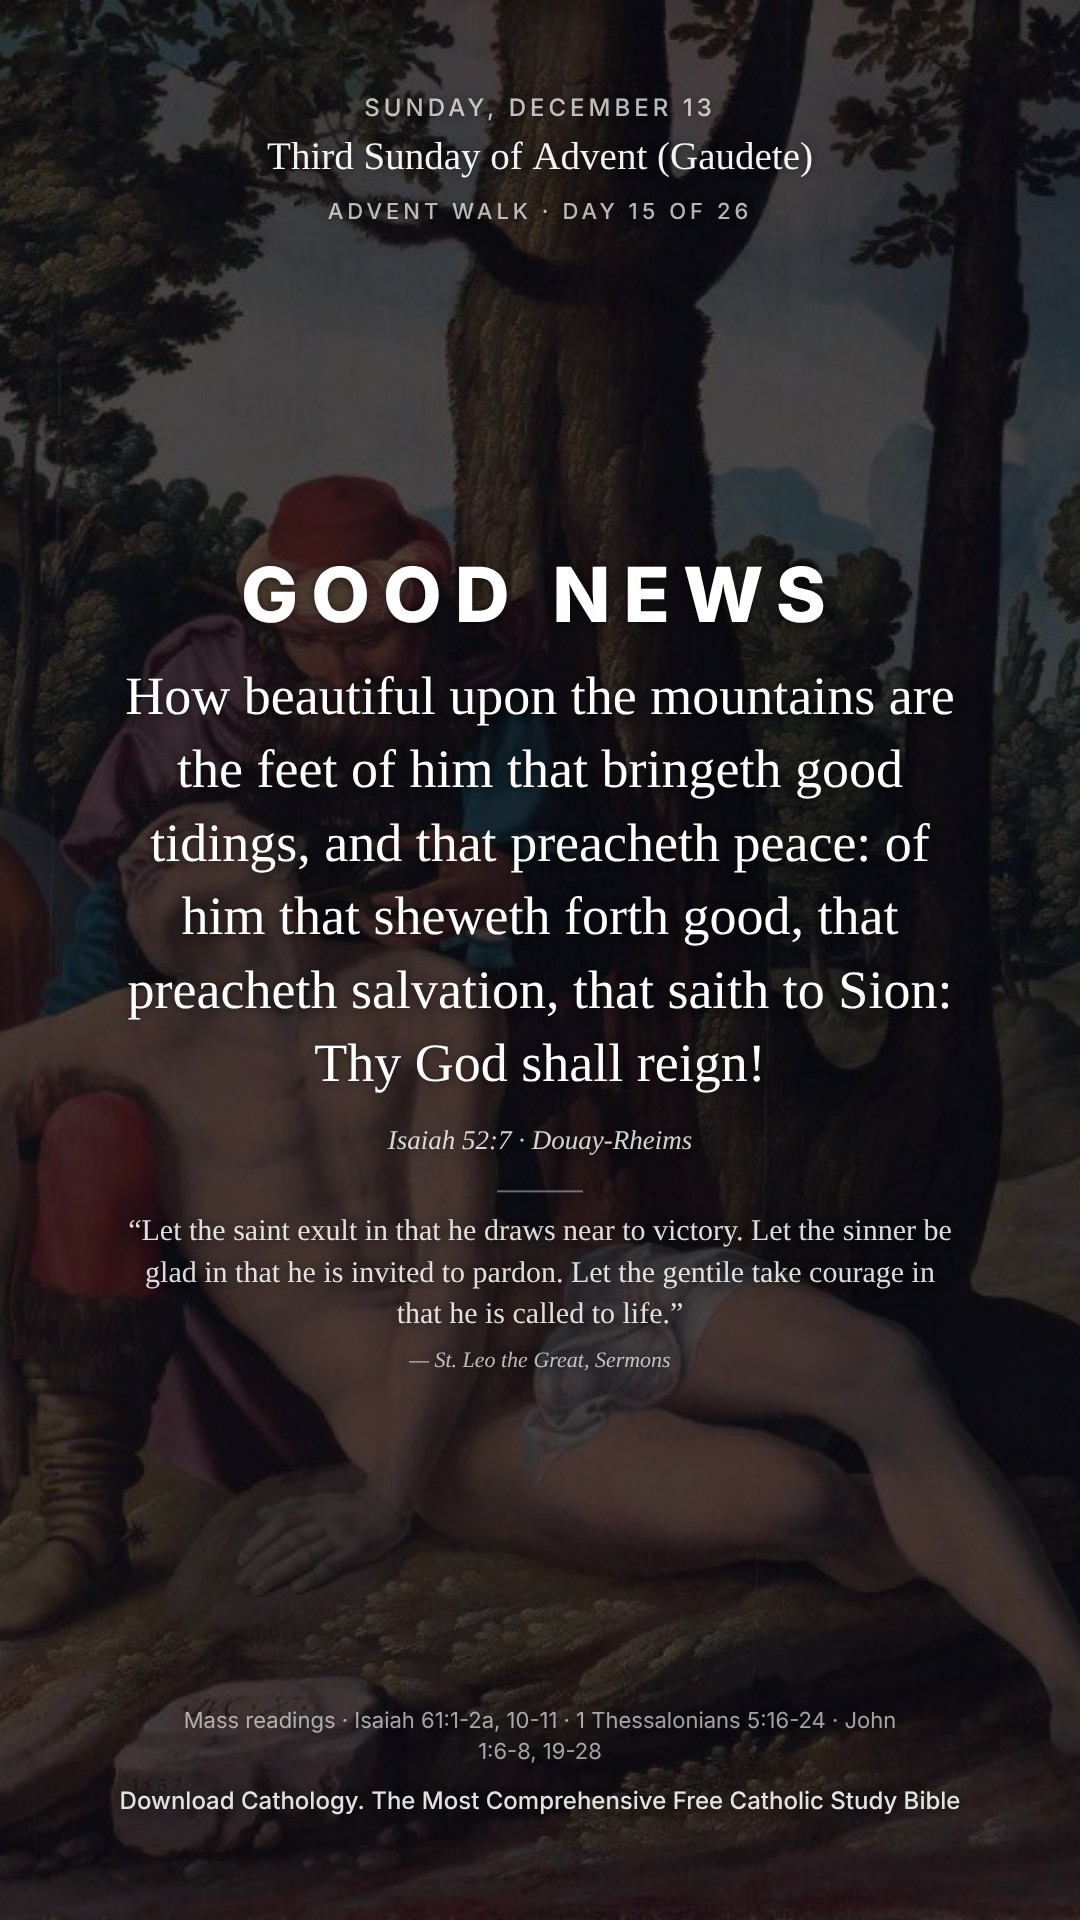 SUNDAY, DECEMBER 13
Third Sunday of Advent (Gaudete)
ADVENT WALK · DAY 15 OF 26
GOOD NEWS
How beautiful upon the mountains are
the feet of him that bringeth good
tidings, and that preacheth peace: of
him that sheweth forth good, that
preacheth salvation, that saith to Sion:
Thy God shall reign!
Isaiah 52:7 · Douay-Rheims
“Let the saint exult in that he draws near to victory. Let the sinner be
glad in that he is invited to pardon. Let the gentile take courage in
that he is called to life.”
— St. Leo the Great, Sermons
Mass readings · Isaiah 61:1-2a, 10-11 · 1 Thessalonians 5:16-24 · John
1:6-8, 19-28
Download Cathology. The Most Comprehensive Free Catholic Study Bible